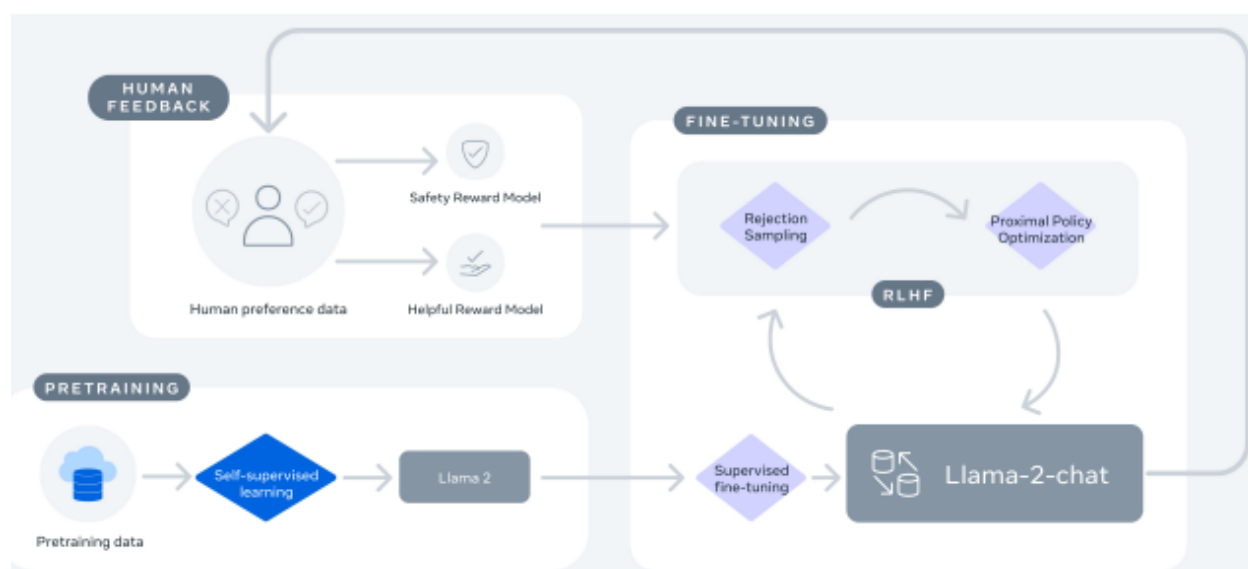 HUMAN
FEEDBACK
Safety Reward Model
Human preference data
Helpful Reward Model
FINE-TUNING
Rejection
Sampling
Proximal Policy
Optimization
RLHF
PRETRAINING
Pretraining data
Self-supervised
learning
Llama 2
Supervised
fine-tuning
Llama-2-chat